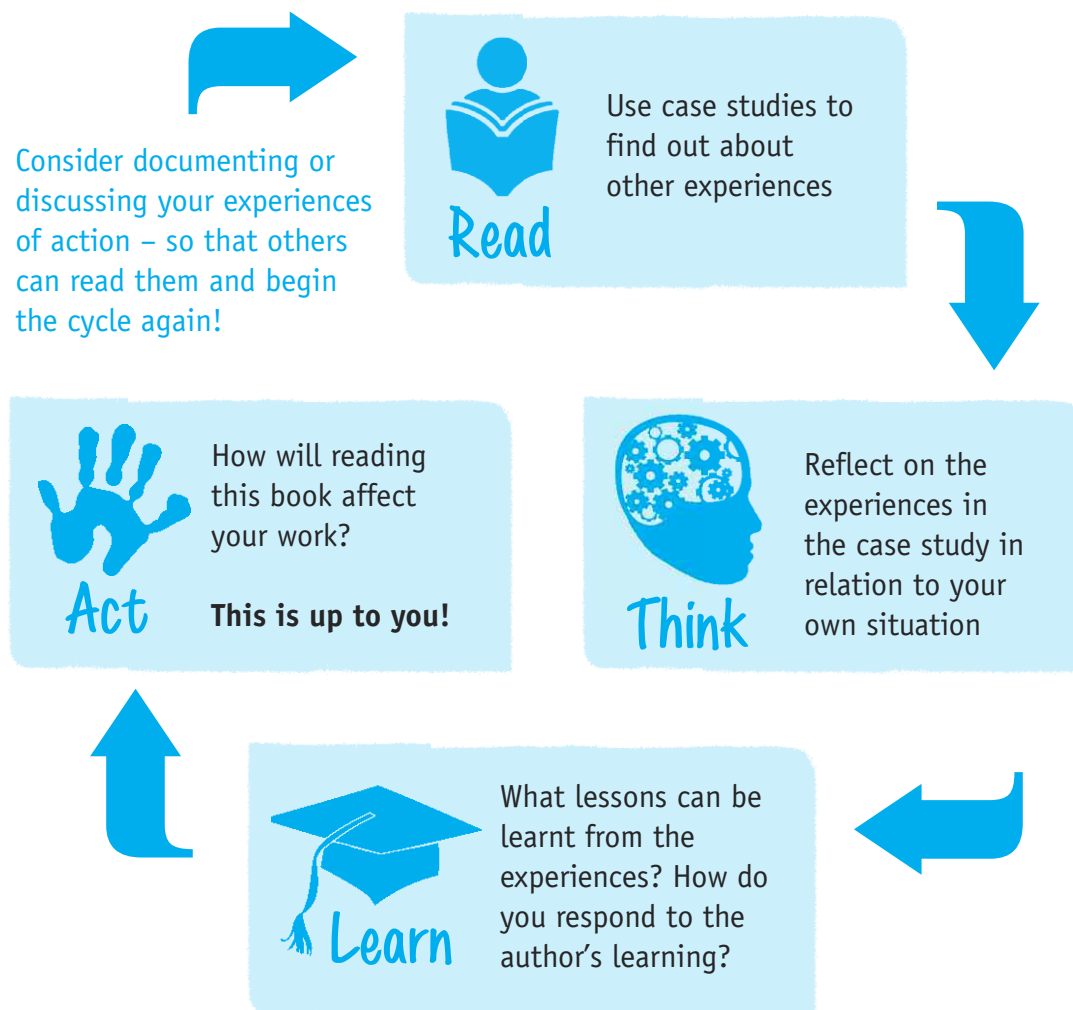 Use case studies to
find out about
other experiences
Read
Consider documenting or
discussing your experiences
of action – so that others
can read them and begin
the cycle again!
Reflect on the
experiences in
the case study in
relation to your
own situation
Think
What lessons can be
learnt from the
experiences? How do
you respond to the
author's learning?
Learn
How will reading
this book affect
your work?
This is up to you!
Act